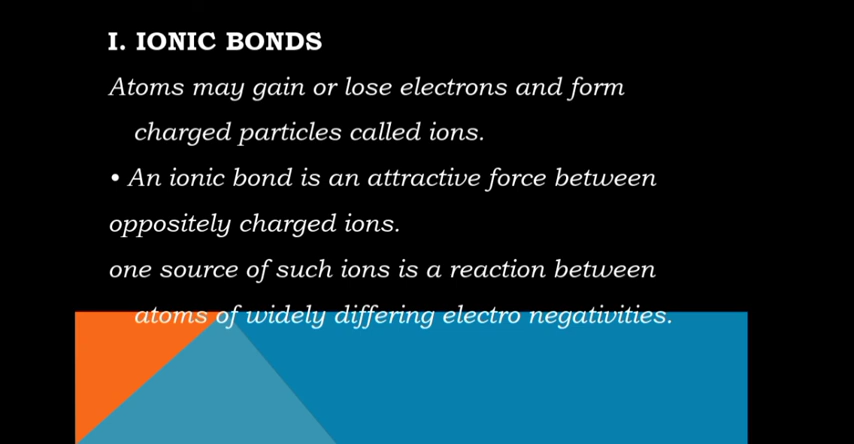 I. IONIC BONDS
Atoms may gain or lose electrons and form
charged particles called ions.
• An ionic bond is an attractive force between
oppositely charged ions.
one source of such ions is a reaction between
atoms of widely differing electro negativities.